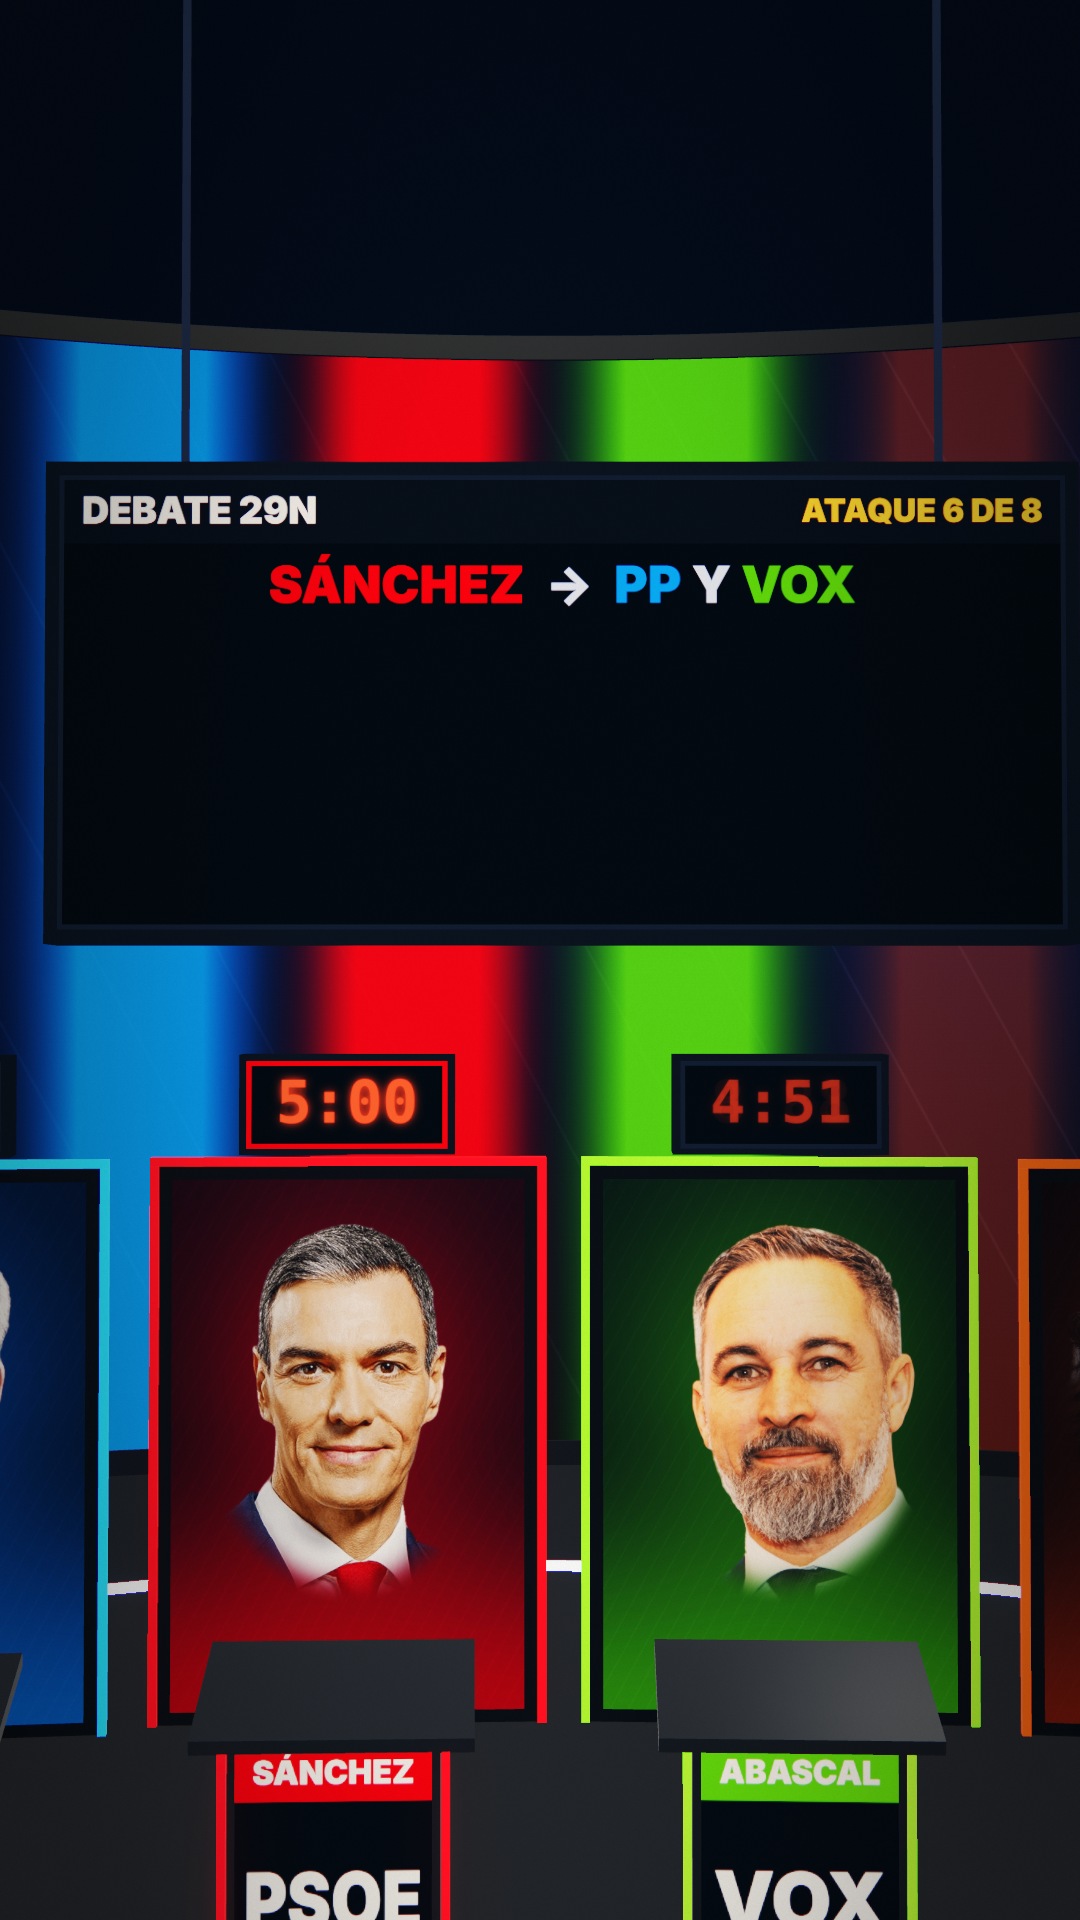 DEBATE 29N
ATAQUE 6 DE 8
SÁNCHEZ → PP Y VOX
5:00
4:51
SÁNCHEZ
ABASCAL
PSOE
VOX